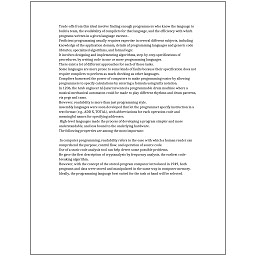 Trade-offs from this ideal involve finding enough programmers who know the language to
build a team, the availability of compilers for that language, and the efficiency with which
programs written in a given language execute.
Proficient programming usually requires expertise in several different subjects, including
knowledge of the application domain, details of programming languages and generic code
libraries, specialized algorithms, and formal logic.
It involves designing and implementing algorithms, step-by-step specifications of
procedures, by writing code in one or more programming languages.
There exist a lot of different approaches for each of those tasks.
Some languages are more prone to some kinds of faults because their specification does not
require compilers to perform as much checking as other languages.
Compilers harnessed the power of computers to make programming easier by allowing
programmers to specify calculations by entering a formula using infix notation.
In 1206, the Arab engineer Al-Jazari invented a programmable drum machine where a
musical mechanical automaton could be made to play different rhythms and drum patterns,
via pegs and cams.
However, readability is more than just programming style.
Assembly languages were soon developed that let the programmer specify instruction in a
text format (e.g., ADD X, TOTAL), with abbreviations for each operation code and
meaningful names for specifying addresses.
High-level languages made the process of developing a program simpler and more
understandable, and less bound to the underlying hardware.
The following properties are among the most important:
In computer programming, readability refers to the ease with which a human reader can
comprehend the purpose, control flow, and operation of source code.
Use of a static code analysis tool can help detect some possible problems.
He gave the first description of cryptanalysis by frequency analysis, the earliest code-
breaking algorithm.
However, with the concept of the stored-program computer introduced in 1949, both
programs and data were stored and manipulated in the same way in computer memory.
Ideally, the programming language best suited for the task at hand will be selected.